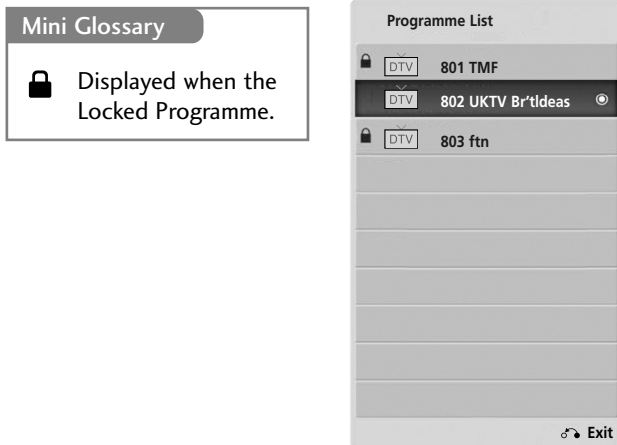 Mini Glossary
Displayed when the
Locked Programme.
Programme List
DTV 801 TMF
DTV 802 UKTV Br'tldeas
DTV 803 ftn
Exit